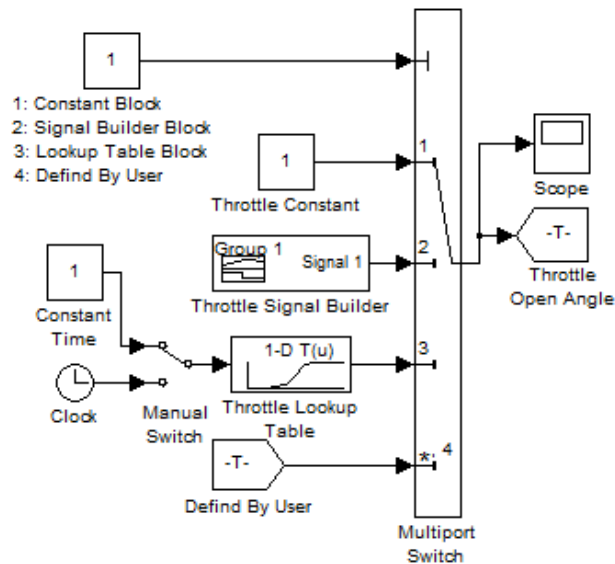 1
1: Constant Block
2: Signal Builder Block
3: Lookup Table Block
4: Defind By User
1
Throttle Constant
1
Scope
-T-
Throttle
Open Angle
Group 1
Signal 1
Throttle Signal Builder
2
1
Constant
Time
Clock
Manual
Switch
1-D T(u)
Throttle Lookup
Table
3
-T-
Defind By User
*, 4
Multiport
Switch